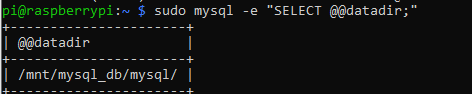 pi@raspberrypi:~ $ sudo mysql -e "SELECT @@datadir;"
+-----------------------+
| @@datadir             |
+-----------------------+
| /mnt/mysql_db/mysql/ |
+-----------------------+